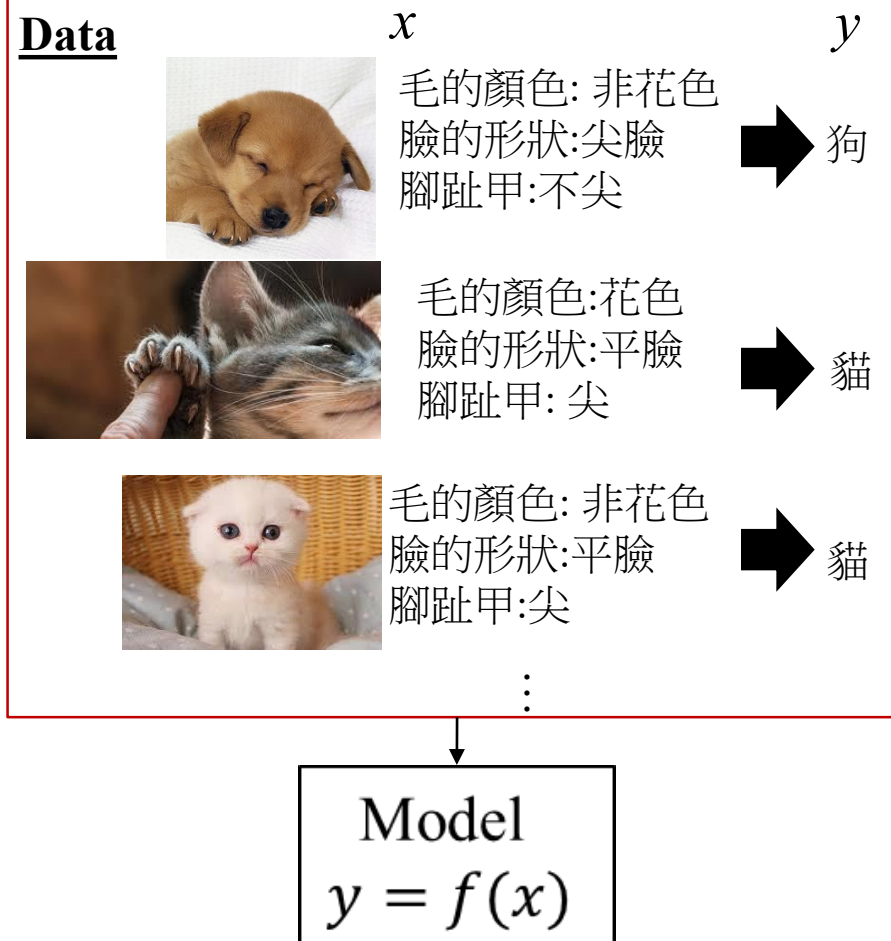 Data x y
毛的顏色: 非花色
臉的形狀:尖臉
腳趾甲:不尖
狗
毛的顏色:花色
臉的形狀:平臉
腳趾甲: 尖
貓
毛的顏色: 非花色
臉的形狀:平臉
腳趾甲:尖
貓
⋮
Model
y = f(x)